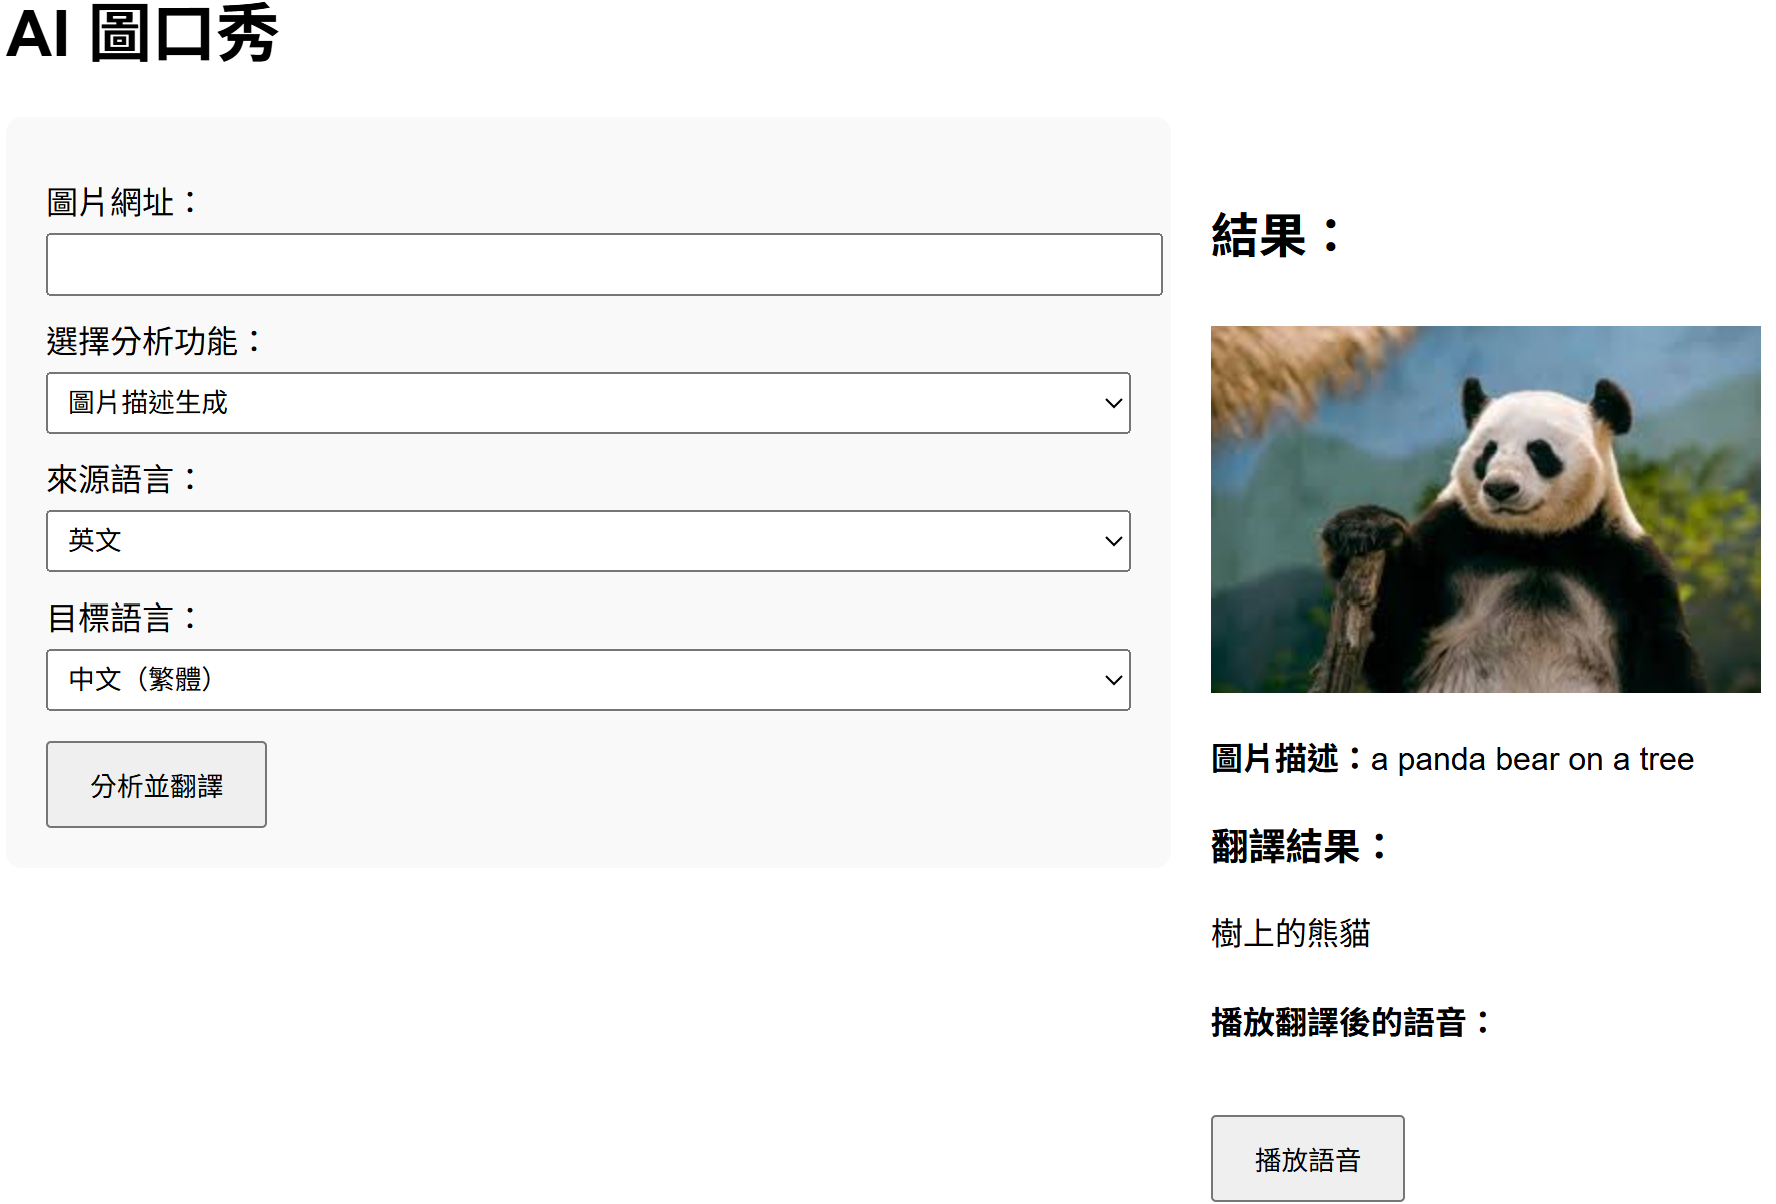 AI 圖口秀
圖片網址：
選擇分析功能：
圖片描述生成
來源語言：
英文
目標語言：
中文（繁體）
分析並翻譯
結果：
圖片描述：a panda bear on a tree
翻譯結果：
樹上的熊貓
播放翻譯後的語音：
播放語音